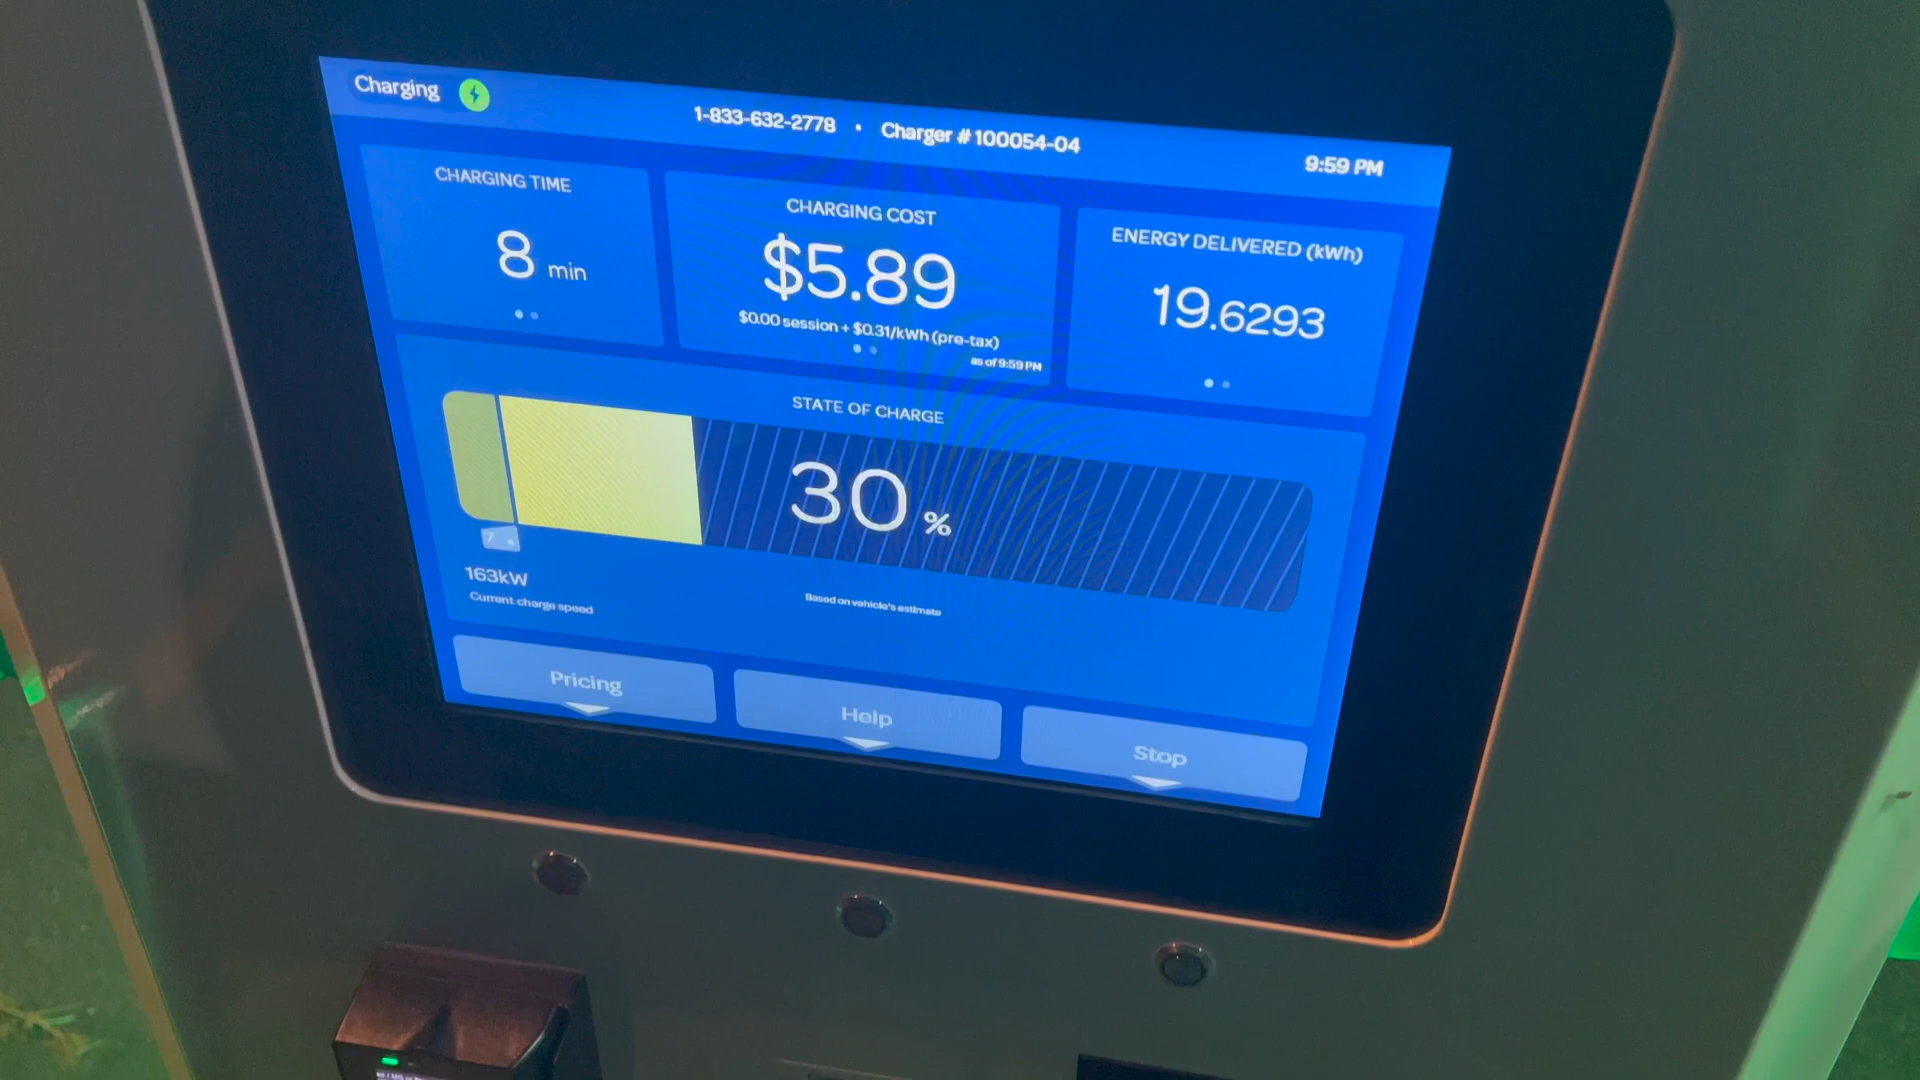 Charging
1-833-632-2778 • Charger # 100054-04
9:59 PM
CHARGING TIME
8 min
CHARGING COST
$5.89
$0.00 session + $0.31/kWh (pre-tax)
as of 9:59 PM
ENERGY DELIVERED (kWh)
19.6293
STATE OF CHARGE
30 %
163kW
Current charge speed
Based on vehicle's estimate
Pricing
Help
Stop